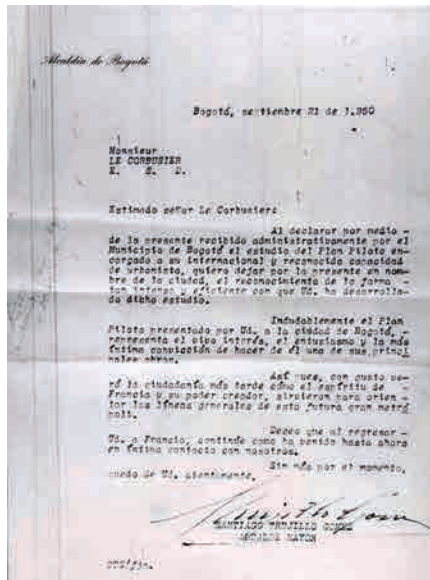 Alcaldía de Bogotá
Bogotá, septiembre 21 de 1.950
Monsieur
LE CORBUSIER
E. S. D.
Estimado señor Le Corbusier:
Al declarar por medio -
de la presente recibido administrativamente por el
Municipio de Bogotá el estudio del Plan Piloto en-
cargado a su internacional y reconocida capacidad
de urbanista, quiero dejar por la presente en nom-
bre de la ciudad, el reconocimiento de la forma -
tan intensa y eficiente con que Ud. ha desarrolla-
do dicho estudio.
Indudablemente el Plan
Piloto presentado por Ud. a la ciudad de Bogotá, -
representa el vivo interés, el entusiasmo y la más
íntima convicción de hacer de él una de sus princi
pales obras.
Así pues, con gusto ve-
rá la ciudadanía más tarde cómo el espíritu de -
Francia y su poder creador, sirvieron para orien -
tar las líneas generales de esta futura gran metró
poli.
Deseo que al regresar -
Ud. a Francia, continúe como ha venido hasta ahora
en íntimo contacto con nosotros.
Sin más por el momento,
quedo de Ud. atentamente,
SANTIAGO TRUJILLO GOMEZ
ALCALDE MAYOR